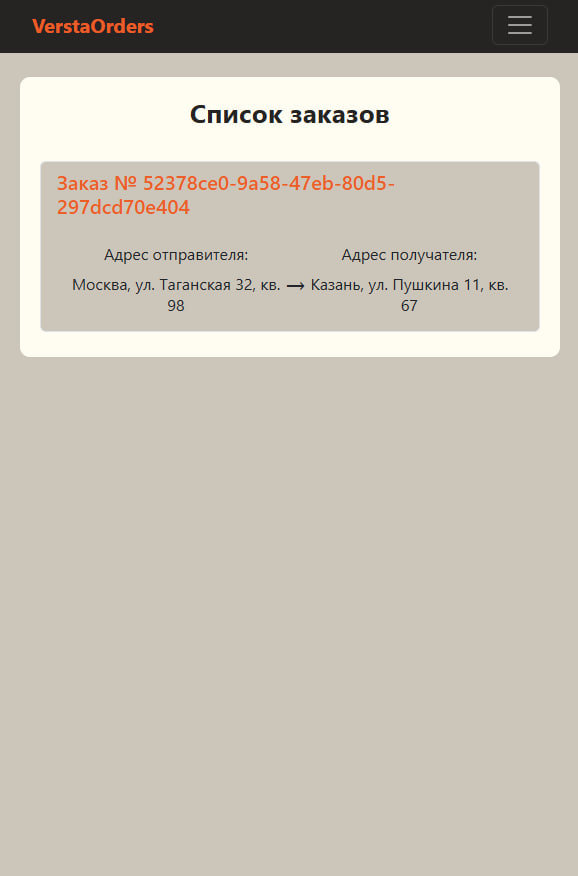 VerstaOrders
Список заказов
Заказ № 52378ce0-9a58-47eb-80d5-
297dcd70e404
Адрес отправителя:
Адрес получателя:
Москва, ул. Таганская 32, кв. → Казань, ул. Пушкина 11, кв.
98
67